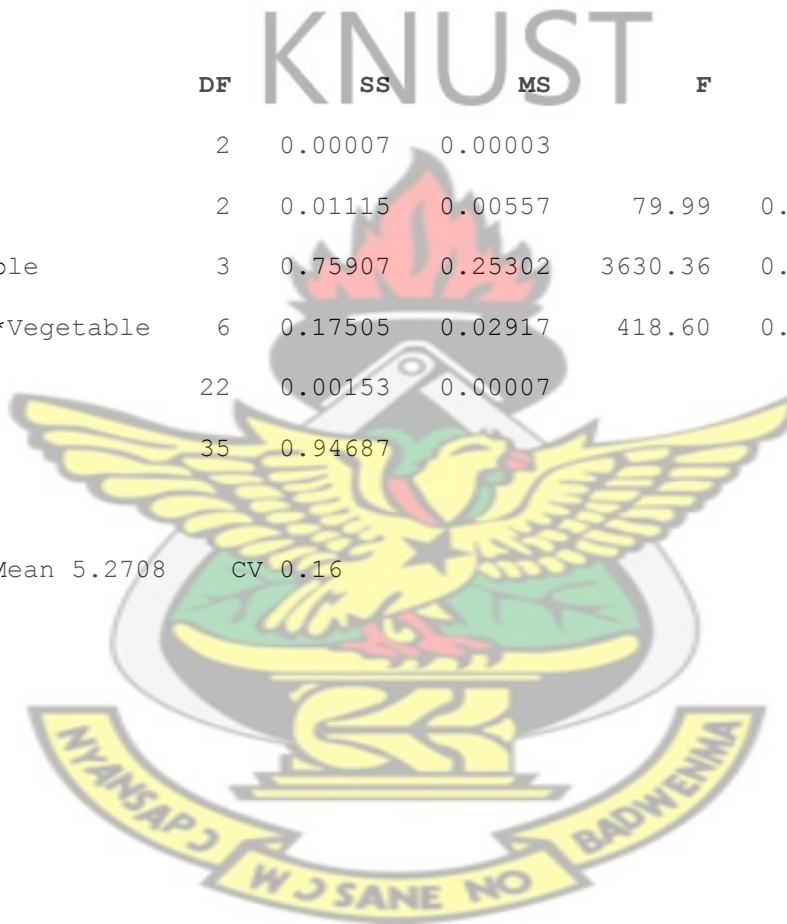 KNUST
DF SS MS F
2 0.00007 0.00003
2 0.01115 0.00557 79.99 0.
ble 3 0.75907 0.25302 3630.36 0.
*Vegetable 6 0.17505 0.02917 418.60 0.
22 0.00153 0.00007
35 0.94687
Mean 5.2708 CV 0.16
NYANSAPƆ WƆSANE NO BADWENMA